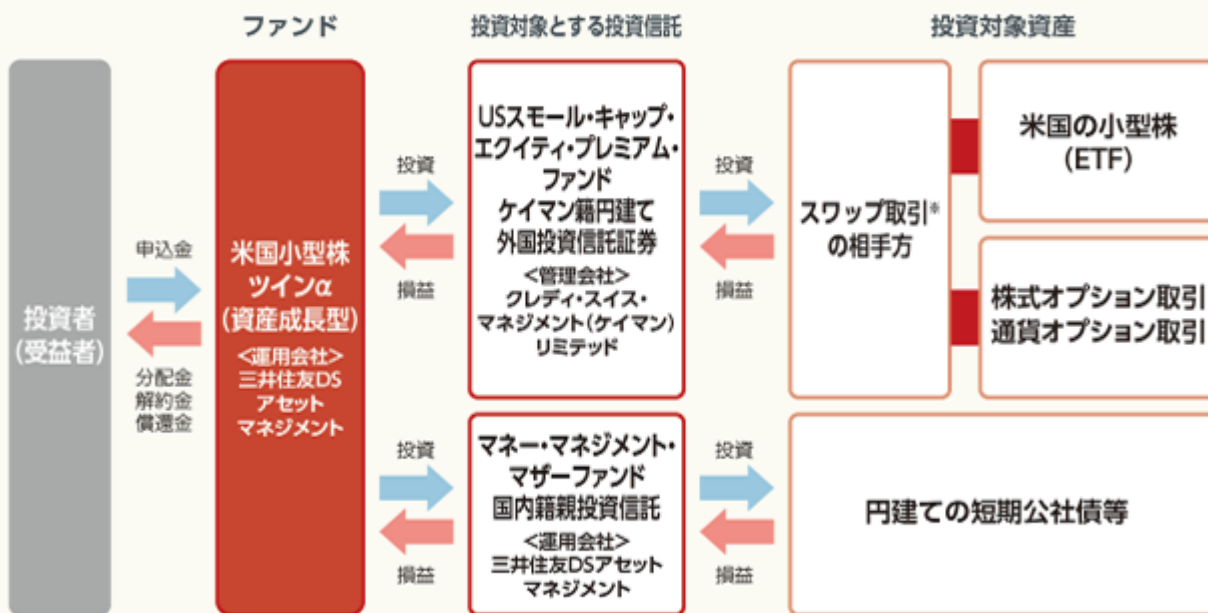 ファンド
投資対象とする投資信託
投資対象資産
投資者
(受益者)
申込金
分配金
解約金
償還金
米国小型株
ツインα
(資産成長型)
<運用会社>
三井住友DS
アセット
マネジメント
投資
損益
USスモール・キャップ・
エクイティ・プレミアム・
ファンド
ケイマン籍円建て
外国投資信託証券
<管理会社>
クレディ・スイス・
マネジメント(ケイマン)
リミテッド
投資
損益
スワップ取引※
の相手方
米国の小型株
(ETF)
株式オプション取引
通貨オプション取引
投資
損益
マネー・マネジメント・
マザーファンド
国内籍親投資信託
<運用会社>
三井住友DSアセット
マネジメント
投資
損益
円建ての短期公社債等